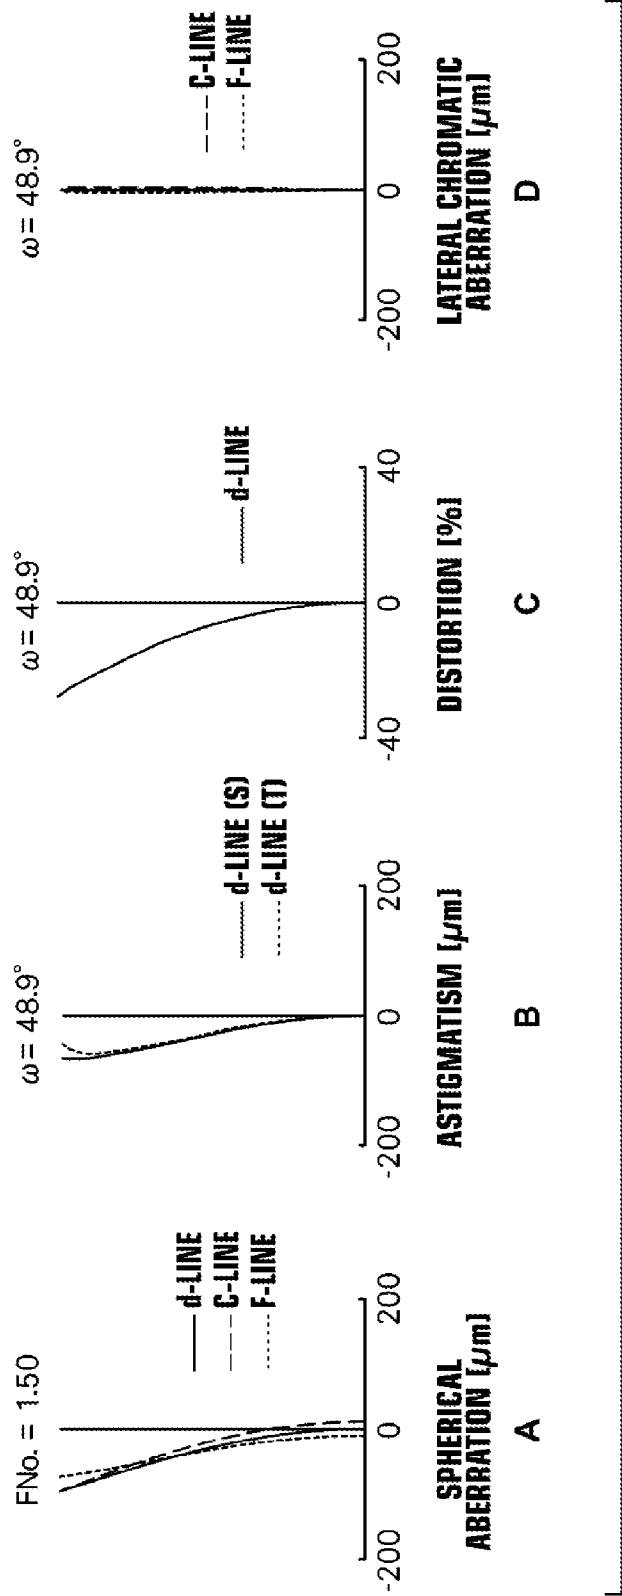 FNo. = 1.50
d-LINE
C-LINE
F-LINE
-200
0
200
SPHERICAL
ABERRATION [μm]
A
ω = 48.9°
d-LINE (S)
d-LINE (T)
-200
0
200
ASTIGMATISM [μm]
B
ω = 48.9°
d-LINE
-40
0
40
DISTORTION [%]
C
ω = 48.9°
C-LINE
F-LINE
-200
0
200
LATERAL CHROMATIC
ABERRATION [μm]
D